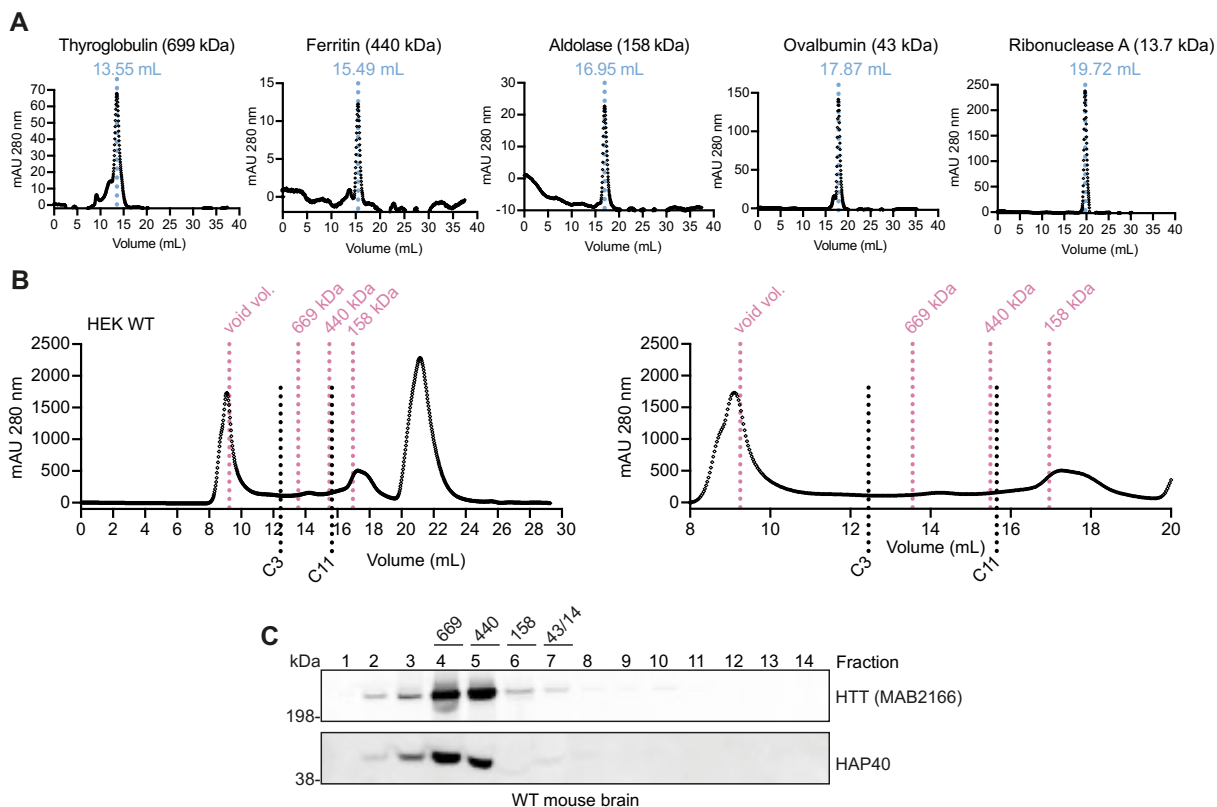 A
Thyroglobulin (699 kDa)
13.55 mL
mAU 280 nm
70
60
50
40
30
20
10
0
0 5 10 15 20 25 30 35 40
Volume (mL)
Ferritin (440 kDa)
15.49 mL
mAU 280 nm
15
10
5
0
0 5 10 15 20 25 30 35 40
Volume (mL)
Aldolase (158 kDa)
16.95 mL
mAU 280 nm
30
20
10
0
-10
0 5 10 15 20 25 30 35 40
Volume (mL)
Ovalbumin (43 kDa)
17.87 mL
mAU 280 nm
150
100
50
0
0 5 10 15 20 25 30 35 40
Volume (mL)
Ribonuclease A (13.7 kDa)
19.72 mL
mAU 280 nm
250
200
150
100
50
0
0 5 10 15 20 25 30 35 40
Volume (mL)
B
HEK WT
void vol.
669 kDa
440 kDa
158 kDa
mAU 280 nm
2500
2000
1500
1000
500
0
0 2 4 6 8 10 12 14 16 18 20 22 24 26 28 30
Volume (mL)
C3
C11
void vol.
669 kDa
440 kDa
158 kDa
mAU 280 nm
2500
2000
1500
1000
500
0
8 10 12 14 16 18 20
Volume (mL)
C3
C11
C
669 440 158 43/14
kDa 1 2 3 4 5 6 7 8 9 10 11 12 13 14 Fraction
HTT (MAB2166)
198-
HAP40
38-
WT mouse brain